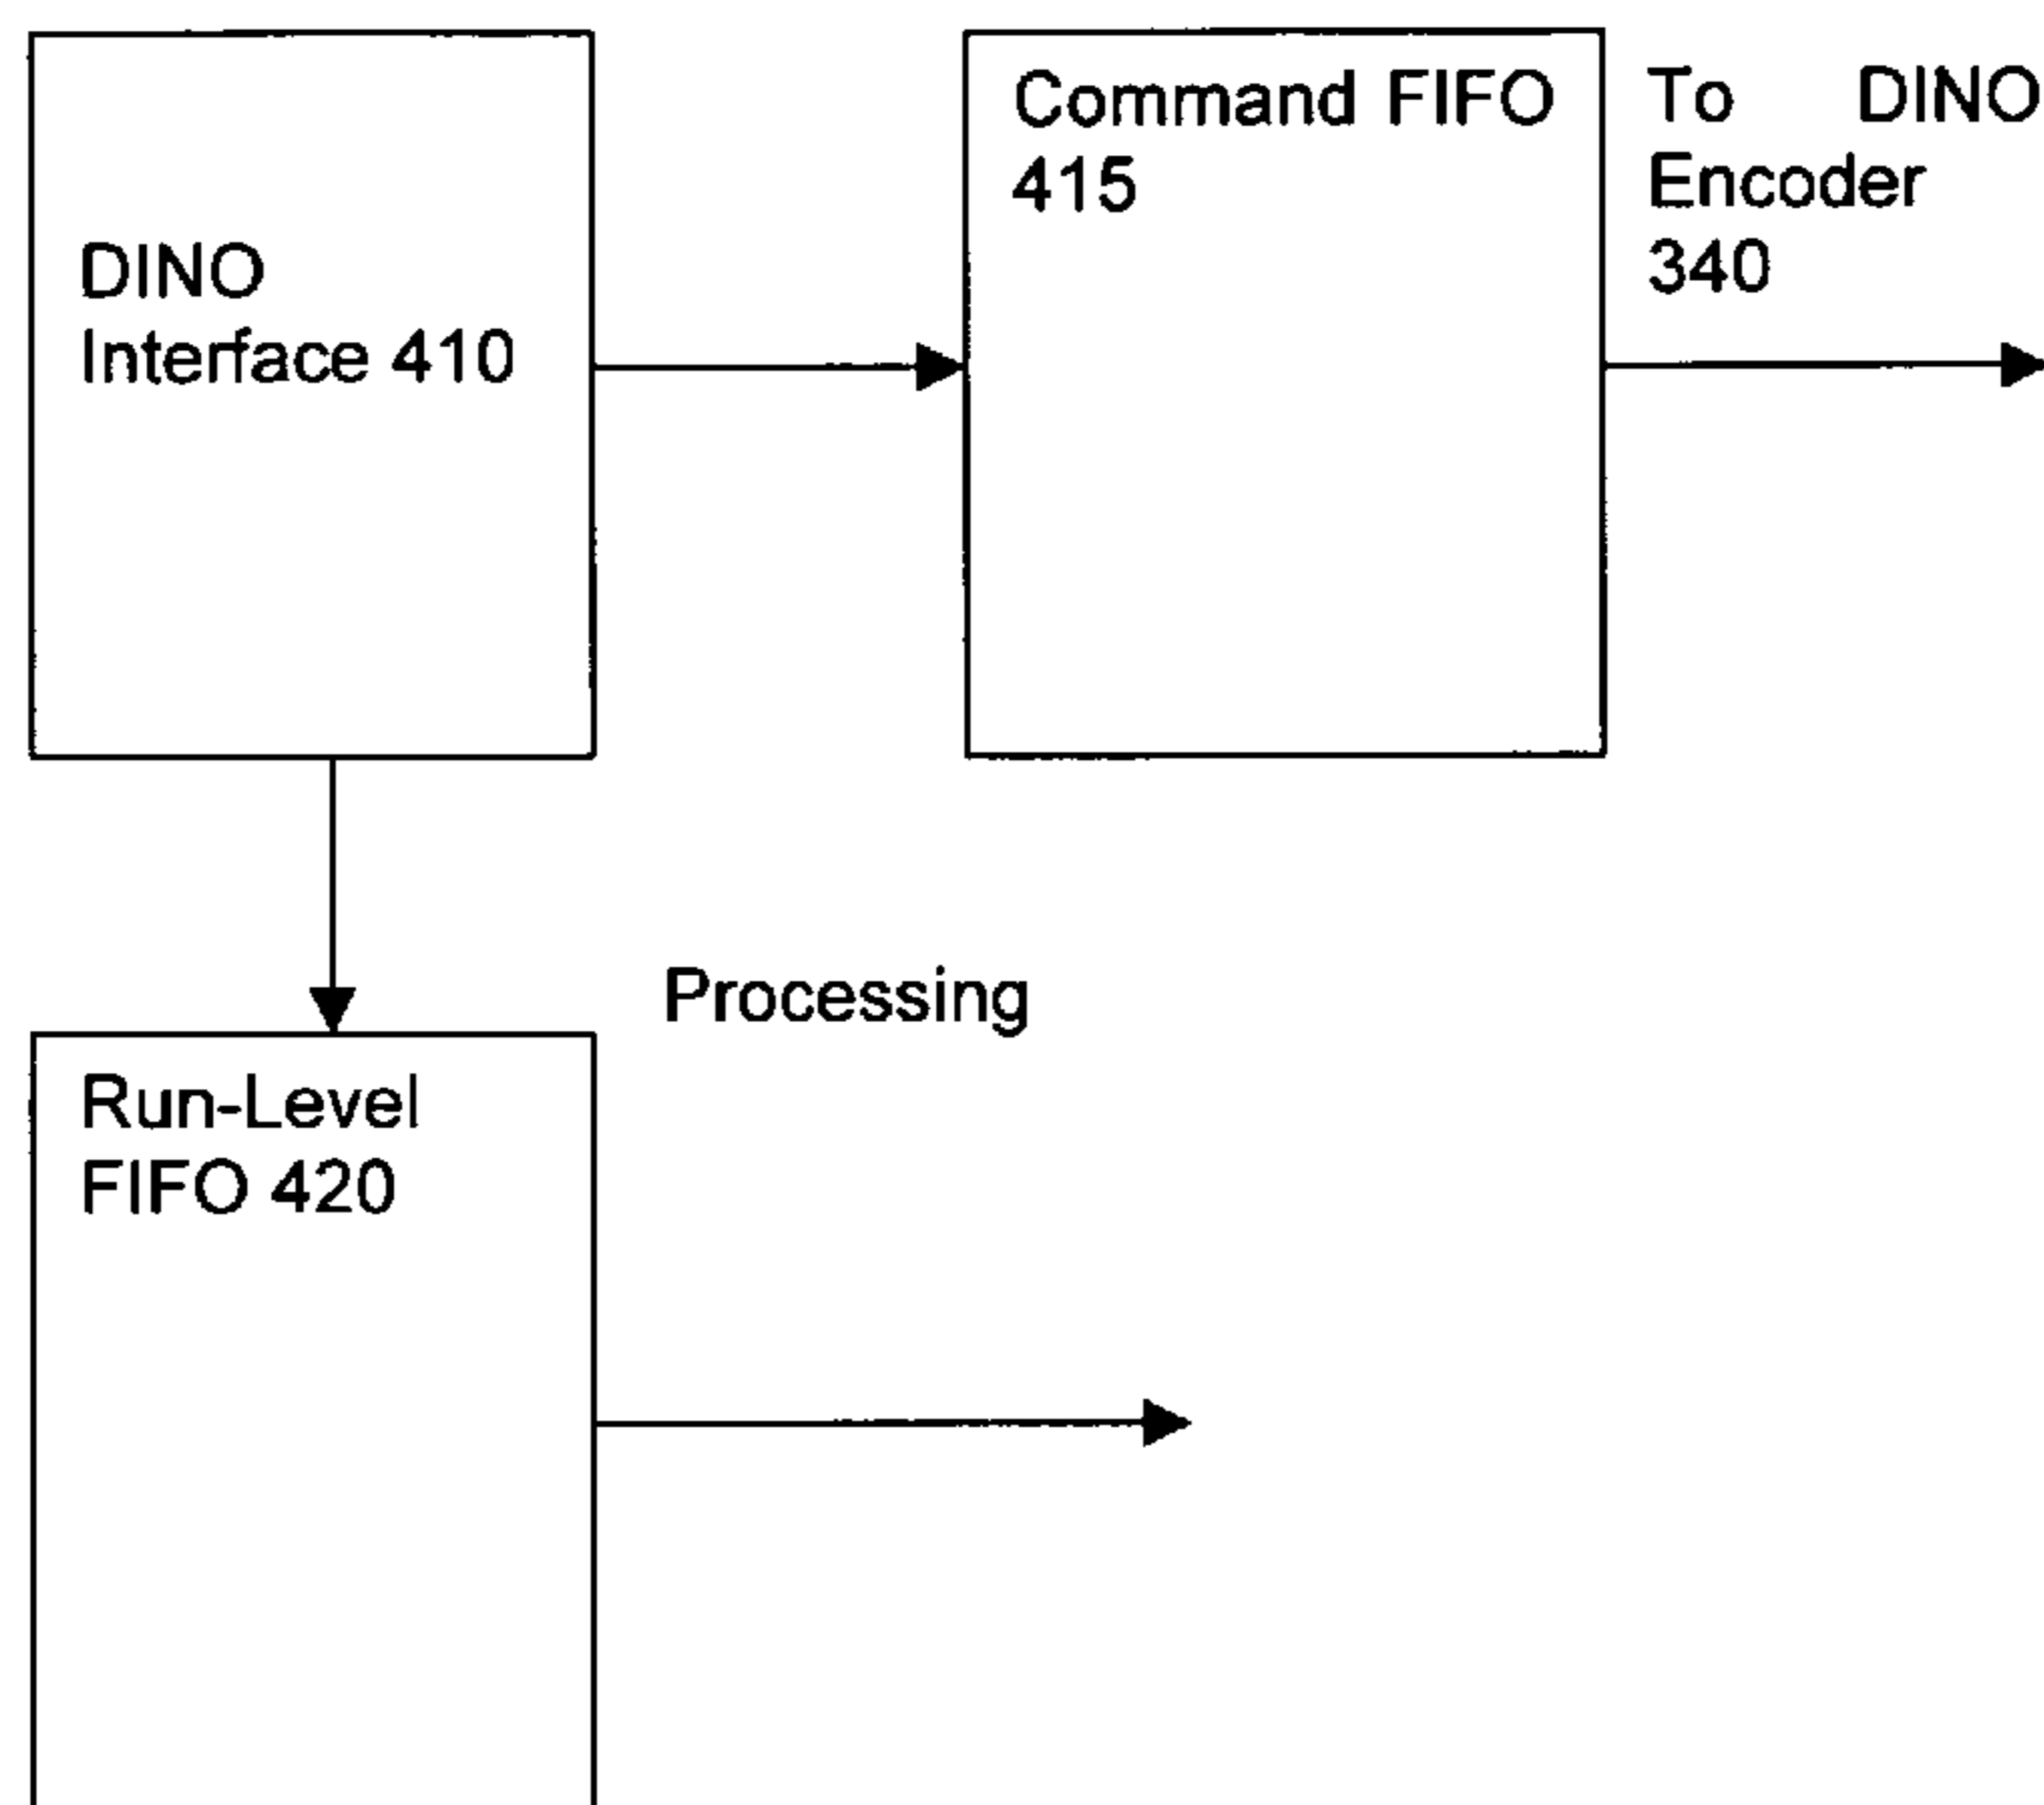 DINO
Interface 410
Command FIFO
415
To DINO
Encoder
340
Processing
Run-Level
FIFO 420